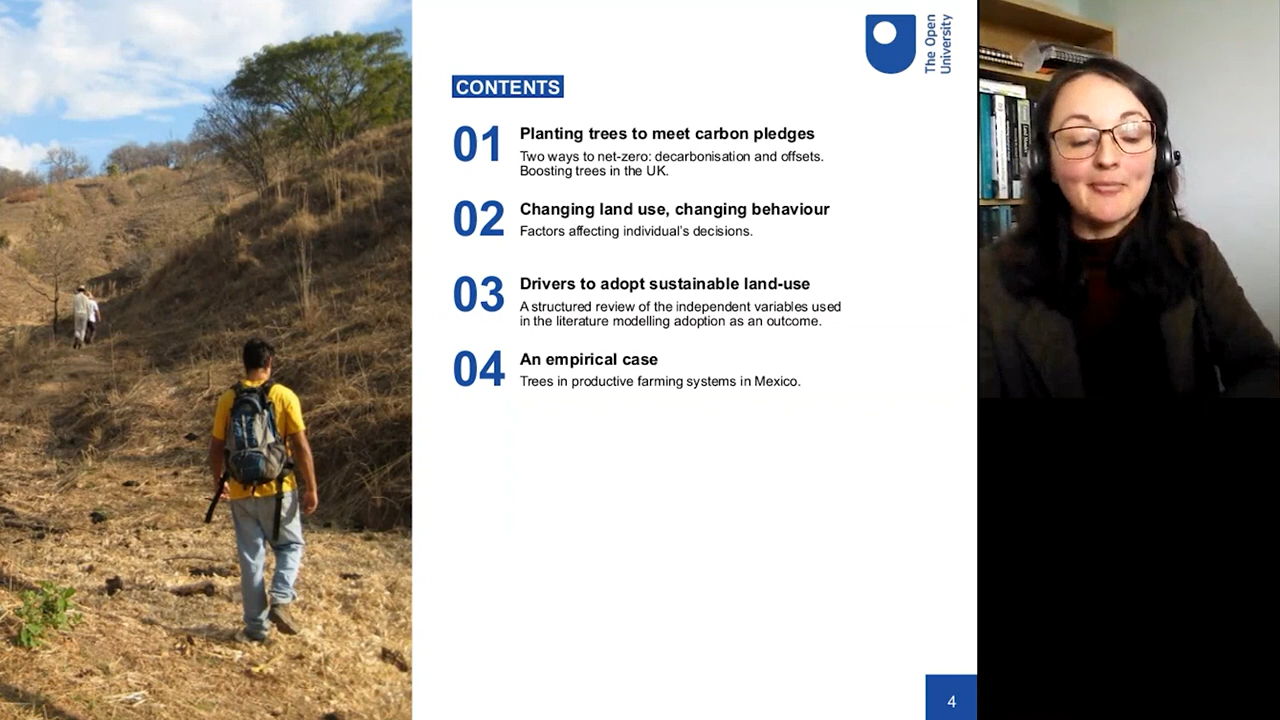 The Open
University
CONTENTS
01
Planting trees to meet carbon pledges
Two ways to net-zero: decarbonisation and offsets.
Boosting trees in the UK.
02
Changing land use, changing behaviour
Factors affecting individual's decisions.
03
Drivers to adopt sustainable land-use
A structured review of the independent variables used
in the literature modelling adoption as an outcome.
04
An empirical case
Trees in productive farming systems in Mexico.
4